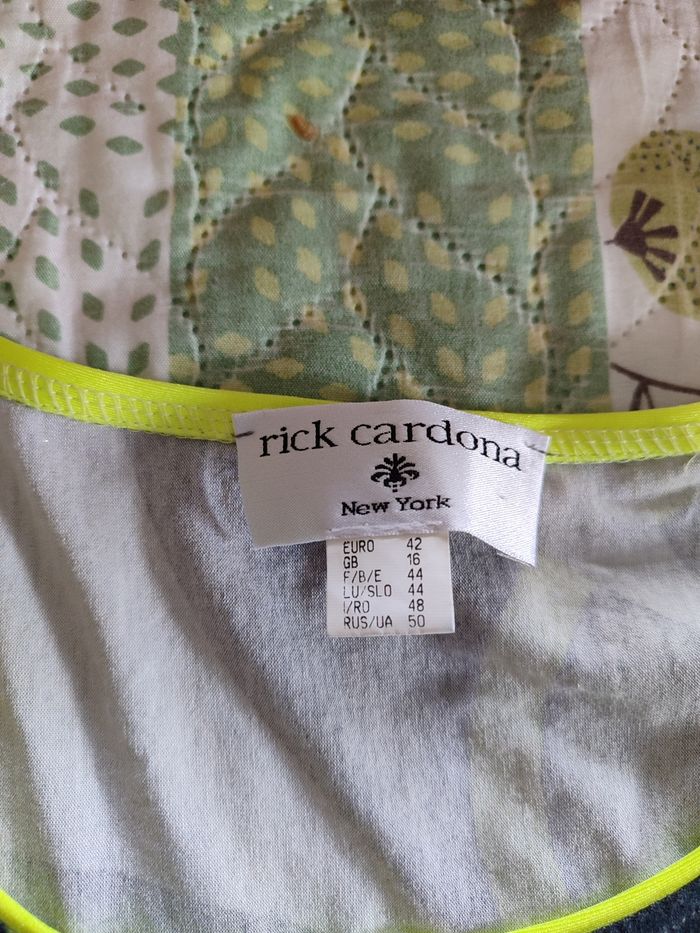 rick cardona
New York
EURO 42
GB 16
F/B/E 44
LU/SLO 44
I/RO 48
RUS/UA 50